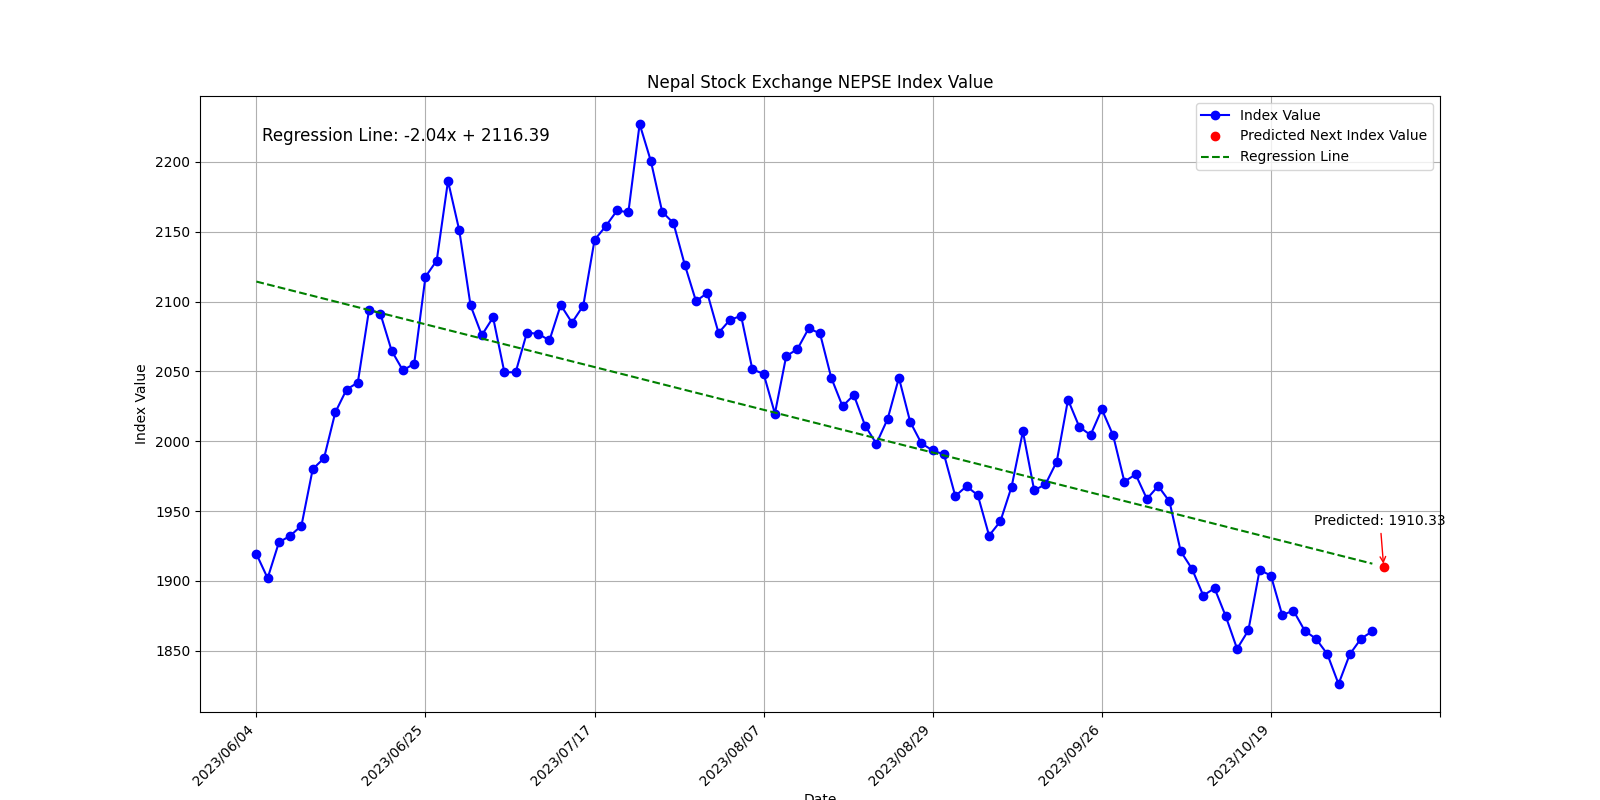 Nepal Stock Exchange NEPSE Index Value
Regression Line: -2.04x + 2116.39
Index Value
Predicted Next Index Value
Regression Line
2200
2150
2100
2050
2000
1950
1900
1850
Index Value
Predicted: 1910.33
2023/06/04
2023/06/25
2023/07/17
2023/08/07
2023/08/29
2023/09/26
2023/10/19
Date